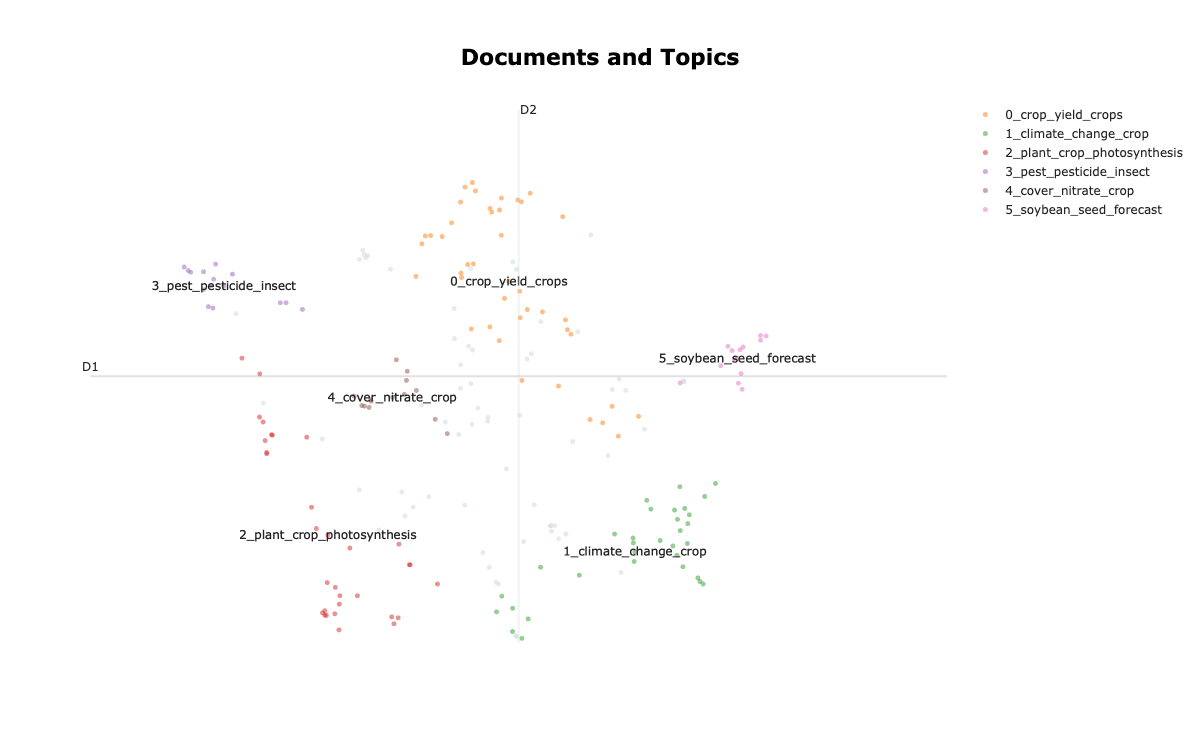 Documents and Topics
D2
0_crop_yield_crops
1_climate_change_crop
2_plant_crop_photosynthesis
3_pest_pesticide_insect
4_cover_nitrate_crop
5_soybean_seed_forecast
3_pest_pesticide_insect
0_crop_yield_crops
5_soybean_seed_forecast
D1
4_cover_nitrate_crop
2_plant_crop_photosynthesis
1_climate_change_crop